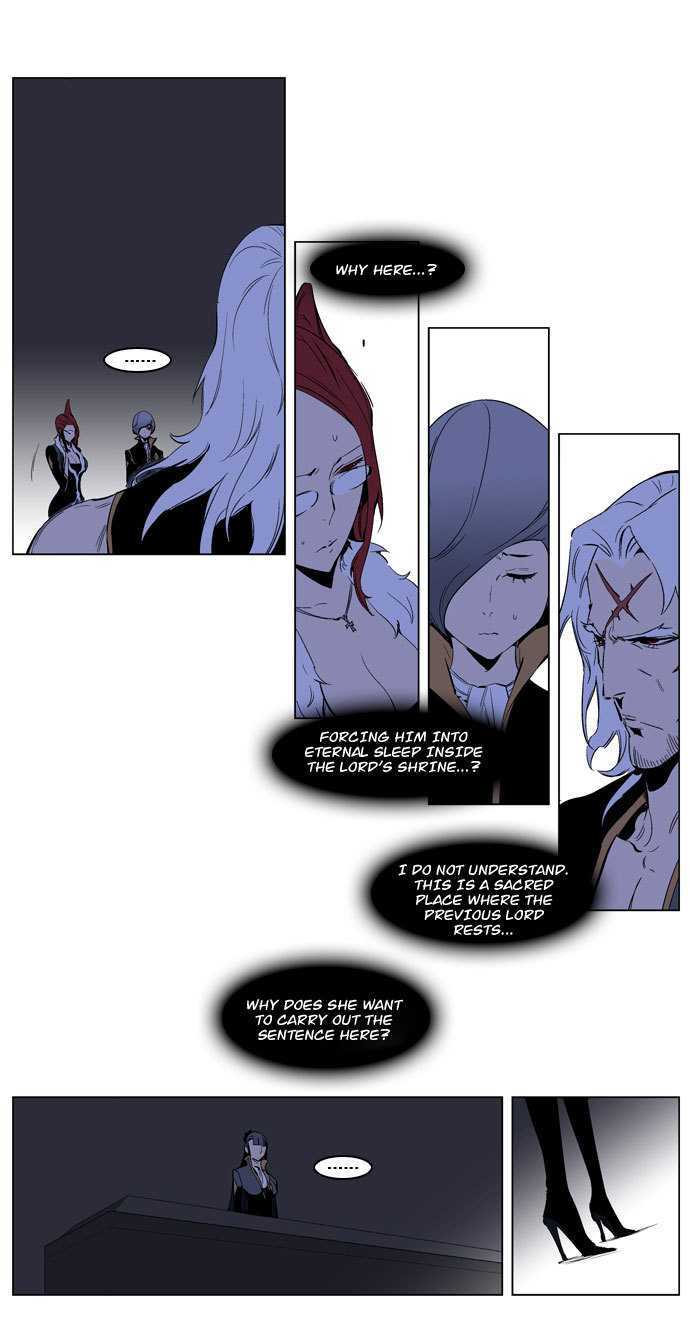 WHY HERE...?
.......
FORCING HIM INTO
ETERNAL SLEEP INSIDE
THE LORD'S SHRINE...?
I DO NOT UNDERSTAND.
THIS IS A SACRED
PLACE WHERE THE
PREVIOUS LORD
RESTS...
WHY DOES SHE WANT
TO CARRY OUT THE
SENTENCE HERE?
.......